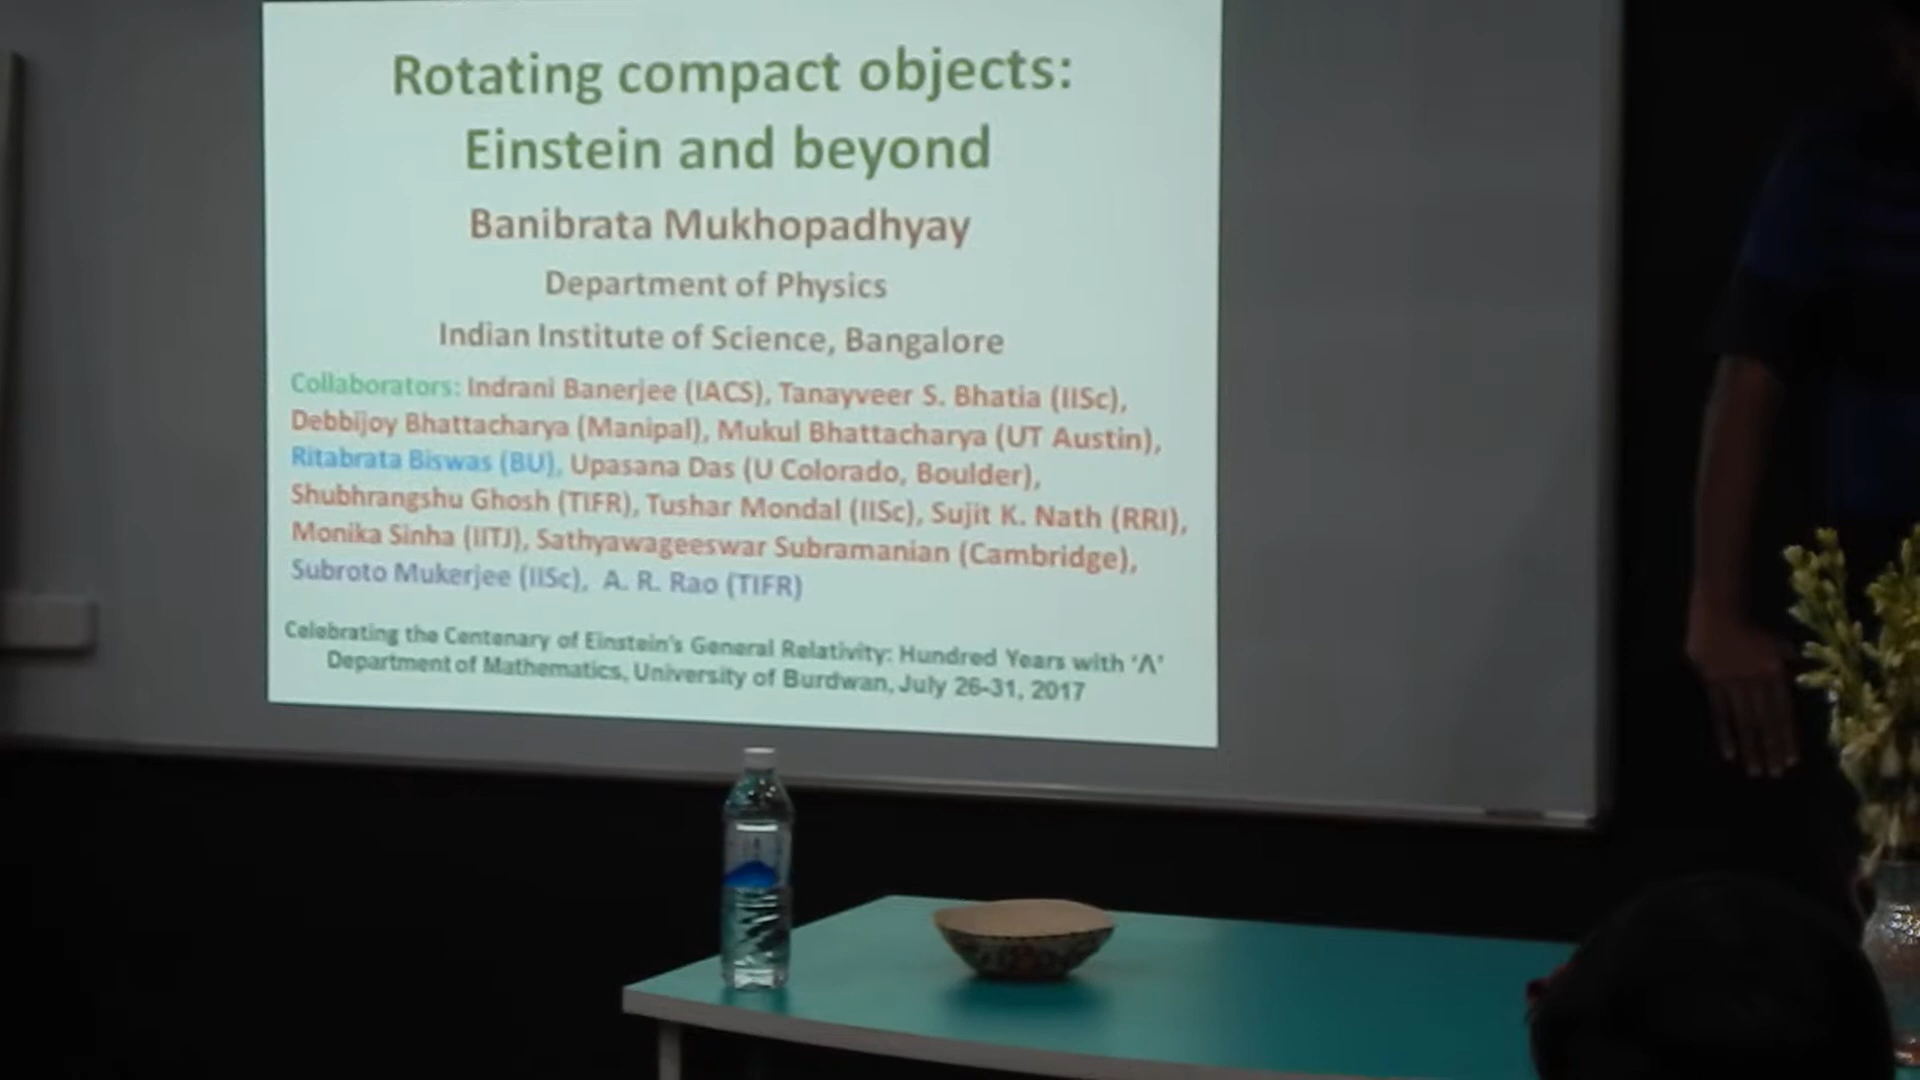 Rotating compact objects:
Einstein and beyond
Banibrata Mukhopadhyay
Department of Physics
Indian Institute of Science, Bangalore
Collaborators: Indrani Banerjee (IACS), Tanayveer S. Bhatia (IISc),
Debbijoy Bhattacharya (Manipal), Mukul Bhattacharya (UT Austin),
Ritabrata Biswas (BU), Upasana Das (U Colorado, Boulder),
Shubhrangshu Ghosh (TIFR), Tushar Mondal (IISc), Sujit K. Nath (RRI),
Monika Sinha (IITJ), Sathyawageeswar Subramanian (Cambridge),
Subroto Mukerjee (IISc), A. R. Rao (TIFR)
Celebrating the Centenary of Einstein's General Relativity: Hundred Years with 'Λ'
Department of Mathematics, University of Burdwan, July 26-31, 2017